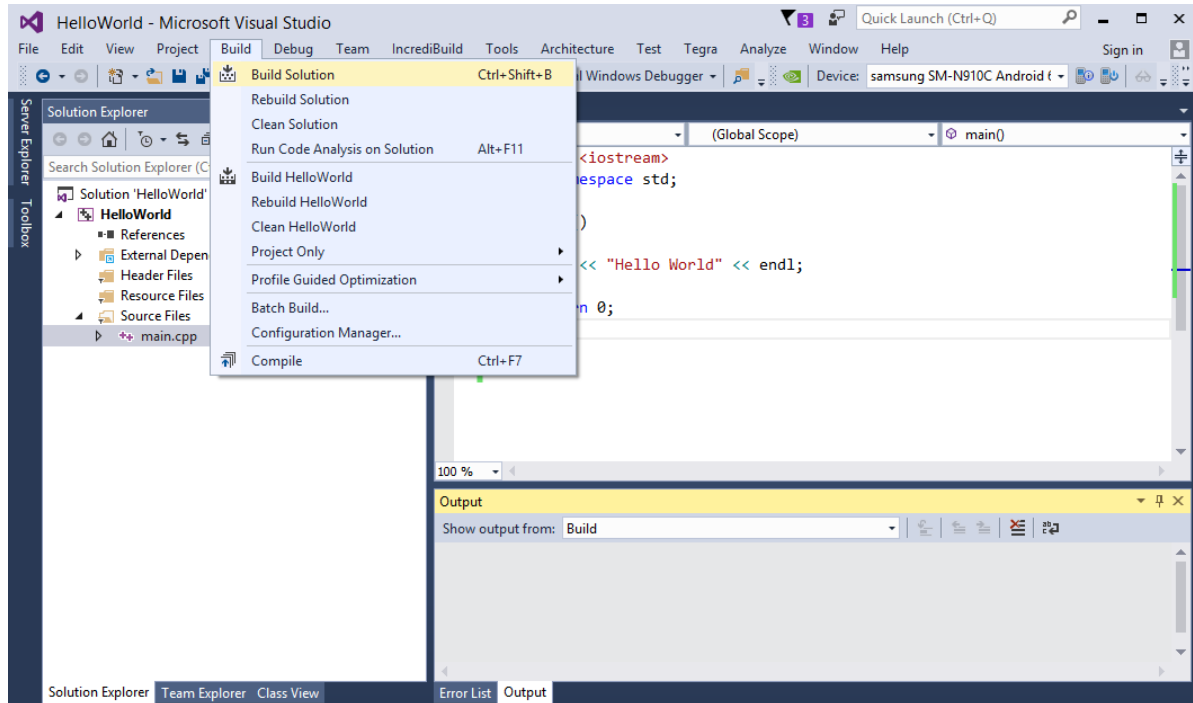 HelloWorld - Microsoft Visual Studio
3
Quick Launch (Ctrl+Q)
File Edit View Project Build Debug Team IncrediBuild Tools Architecture Test Tegra Analyze Window Help Sign in
Windows Debugger Device: samsung SM-N910C Android
Build Solution Ctrl+Shift+B
Rebuild Solution
Clean Solution
Run Code Analysis on Solution Alt+F11
Build HelloWorld
Rebuild HelloWorld
Clean HelloWorld
Project Only
Profile Guided Optimization
Batch Build...
Configuration Manager...
Compile Ctrl+F7
Server Explorer
Toolbox
Solution Explorer
Search Solution Explorer (C
Solution 'HelloWorld'
HelloWorld
References
External Depen
Header Files
Resource Files
Source Files
main.cpp
(Global Scope) main()
<iostream>
espace std;
)
<< "Hello World" << endl;
n 0;
100 %
Output
Show output from: Build
Solution Explorer Team Explorer Class View
Error List Output